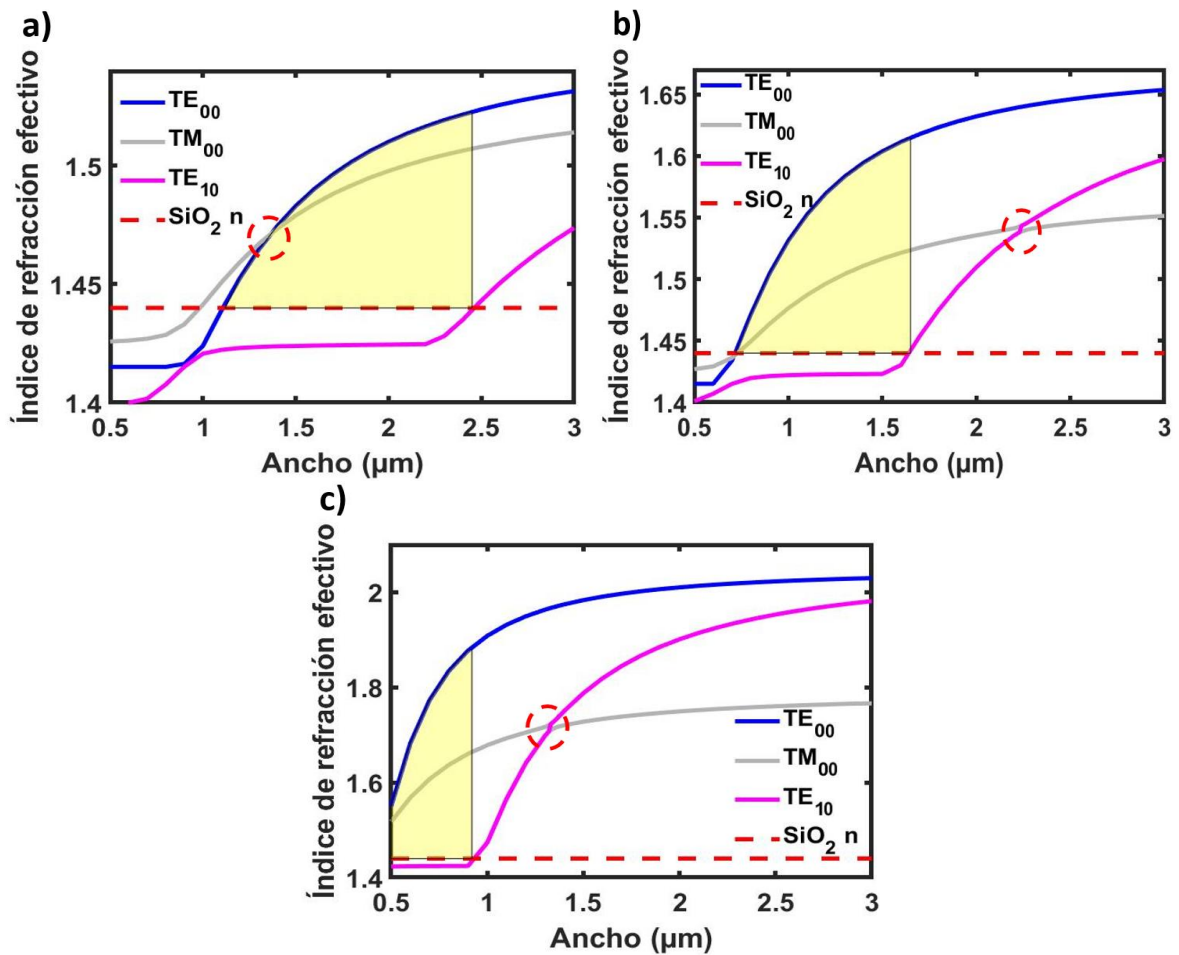 a)
Índice de refracción efectivo
TE00
TM00
TE10
SiO2 n
1.5
1.45
1.4
0.5 1 1.5 2 2.5 3
Ancho (µm)
b)
Índice de refracción efectivo
TE00
TM00
TE10
SiO2 n
1.65
1.6
1.55
1.5
1.45
1.4
0.5 1 1.5 2 2.5 3
Ancho (µm)
c)
Índice de refracción efectivo
2
1.8
1.6
1.4
TE00
TM00
TE10
SiO2 n
0.5 1 1.5 2 2.5 3
Ancho (µm)